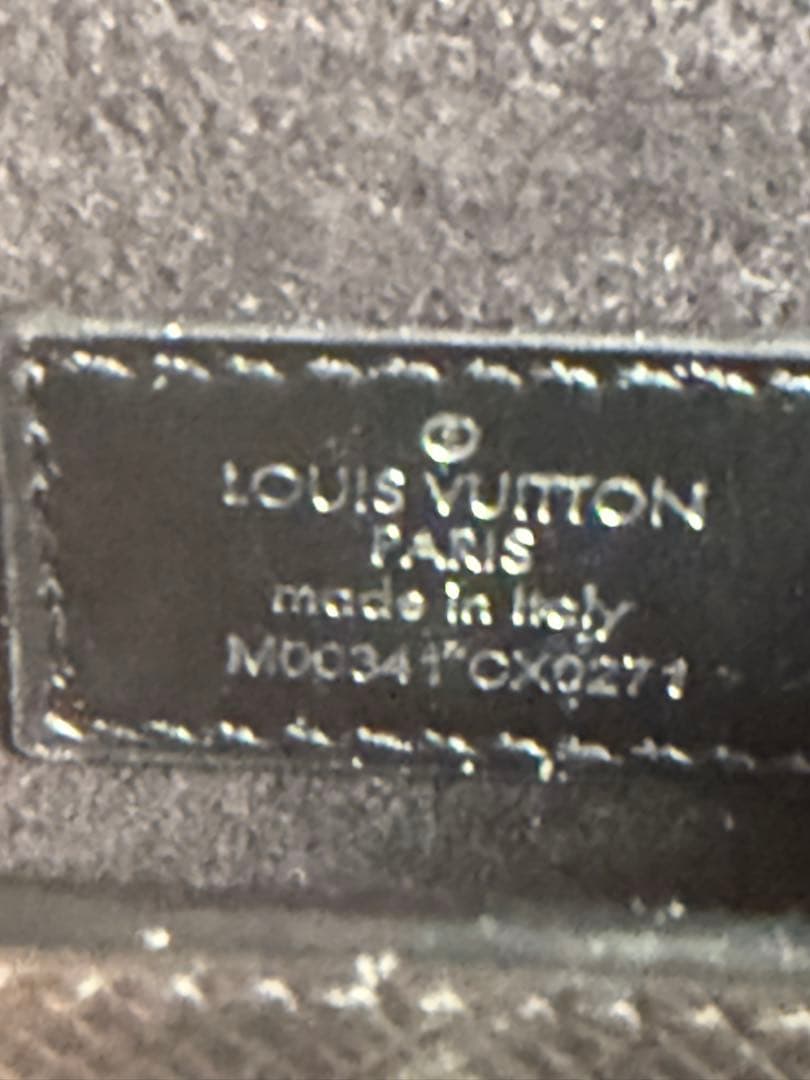 LOUIS VUITTON
PARIS
made in Italy
M00341 CX0271